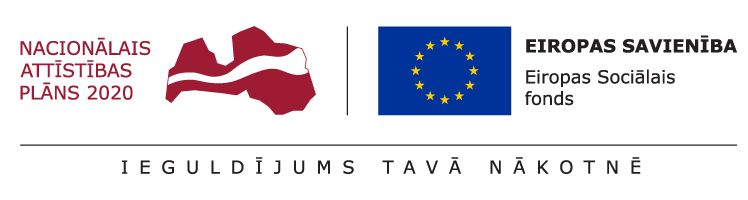 NACIONĀLAIS
ATTĪSTĪBAS
PLĀNS 2020
EIROPAS SAVIENĪBA
Eiropas Sociālais
fonds
IEGULDĪJUMS TAVĀ NĀKOTNĒ